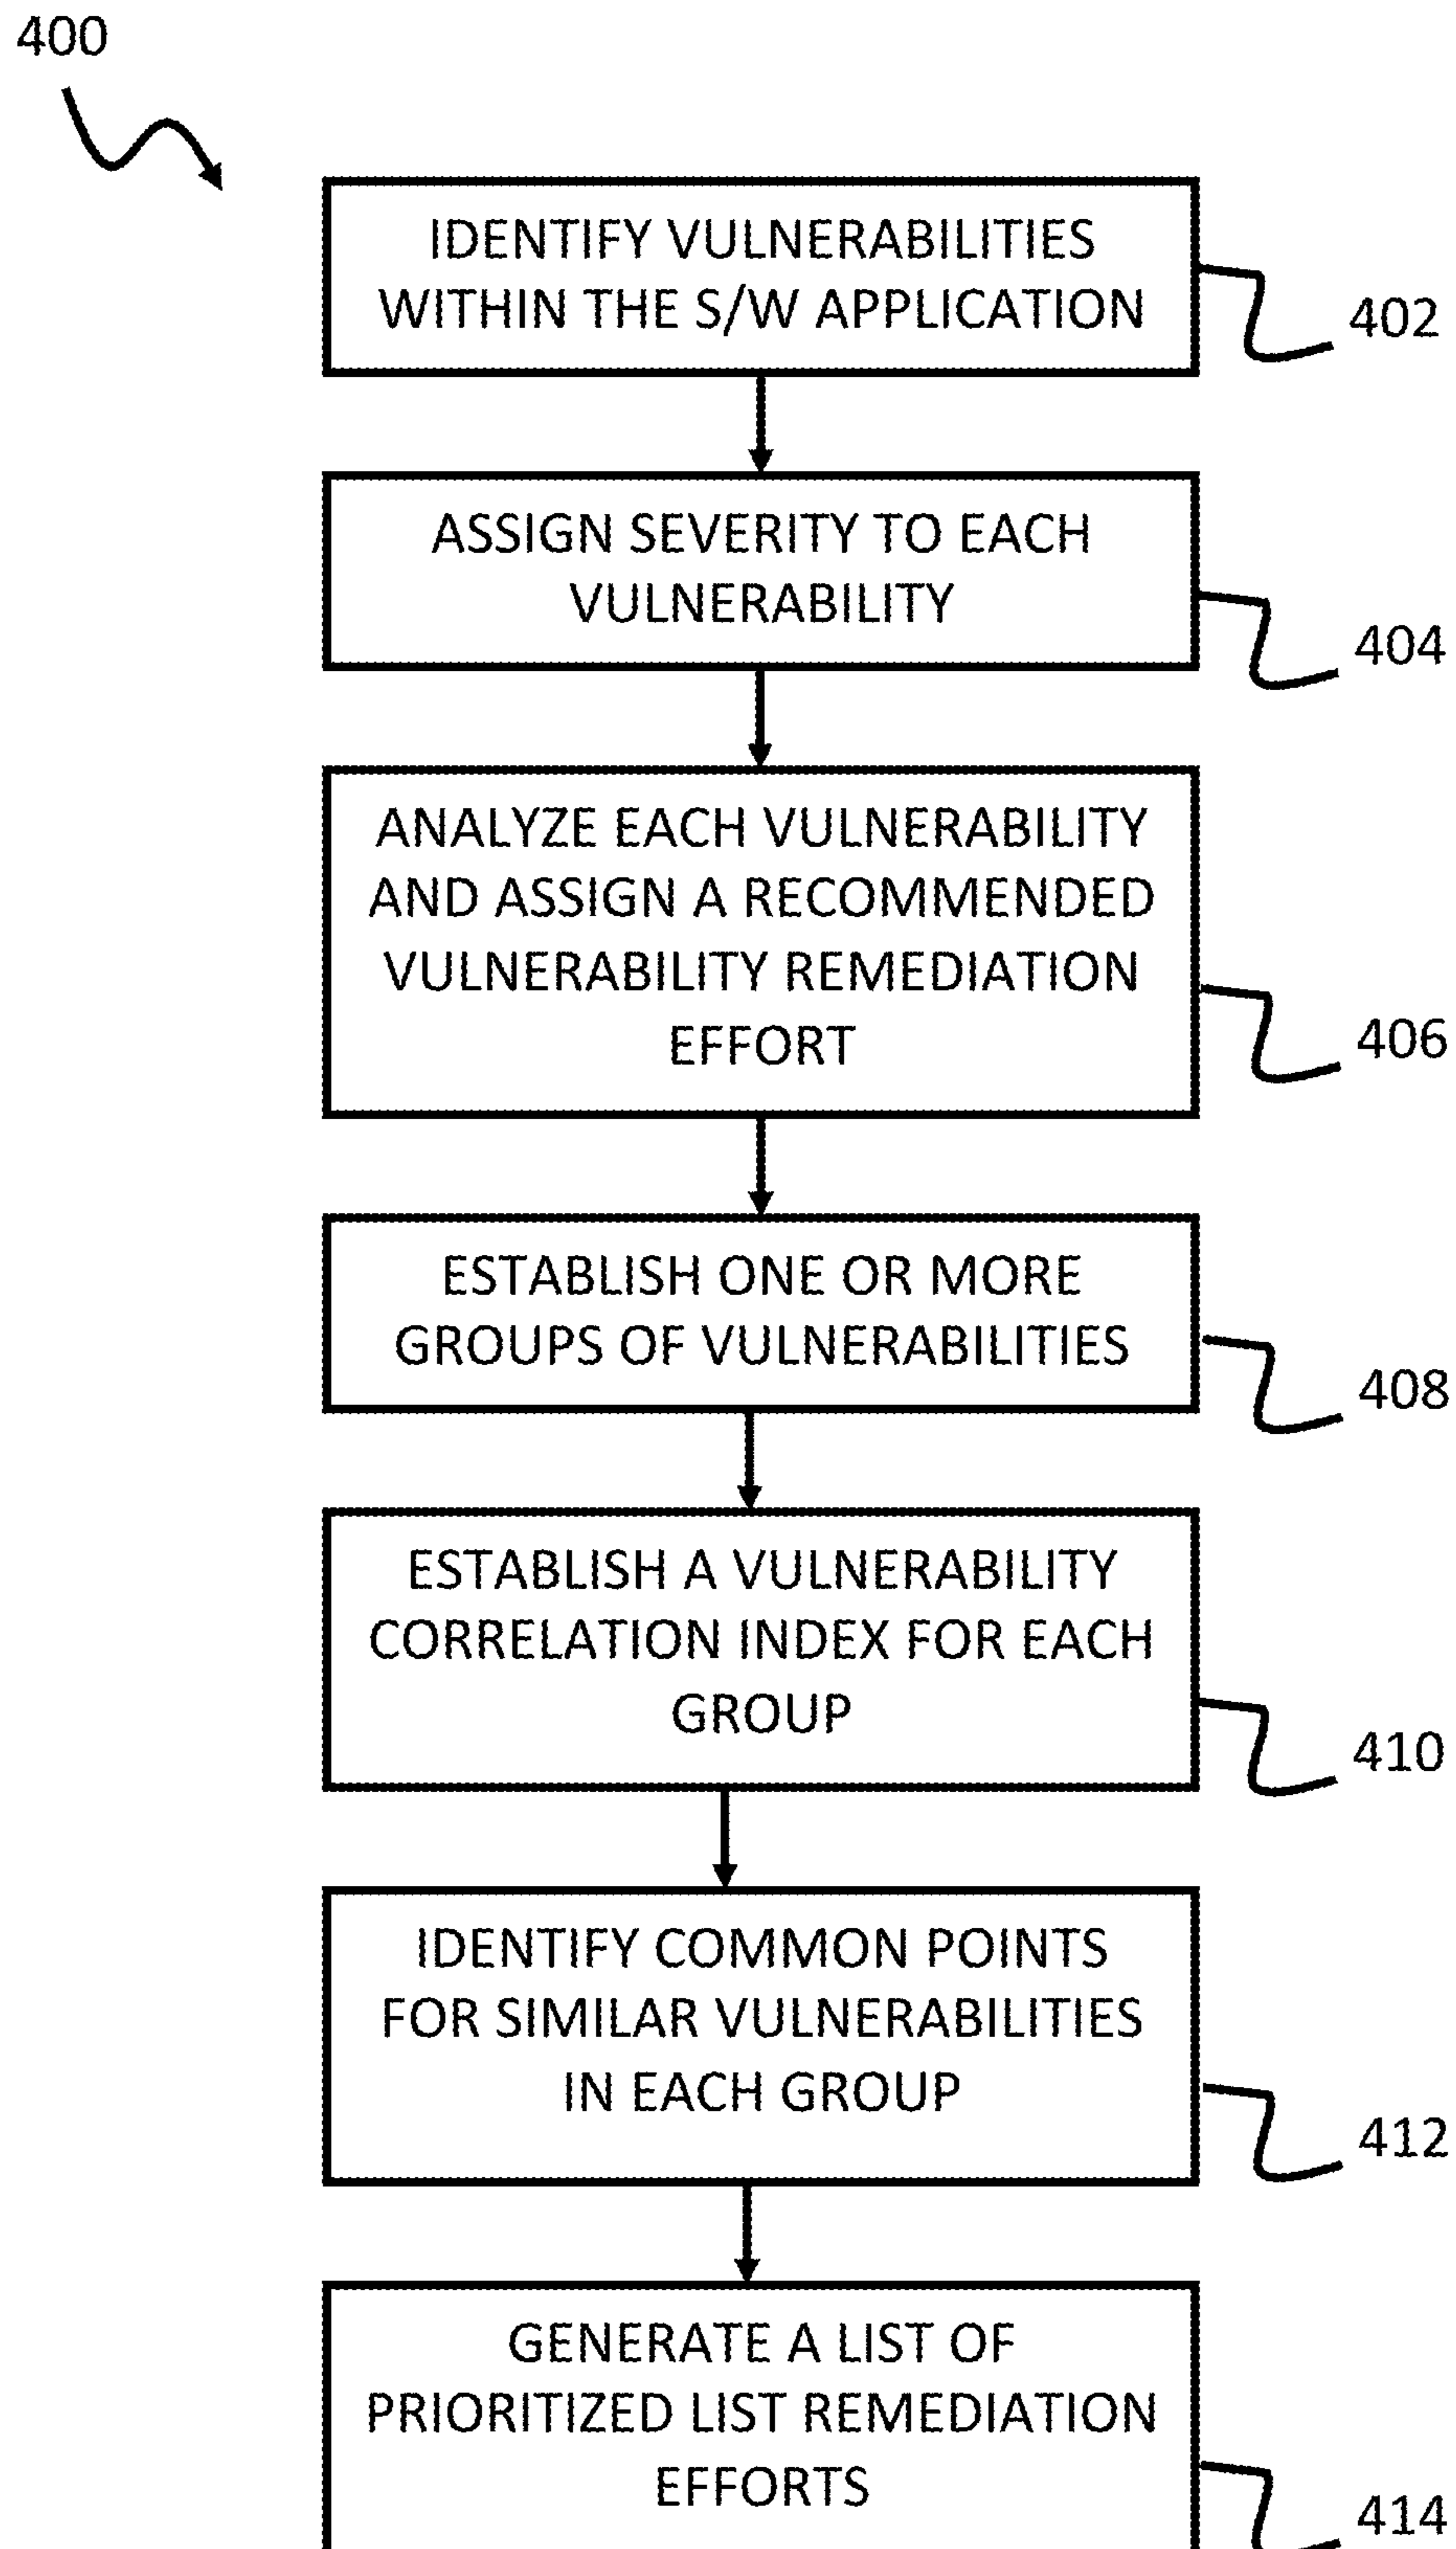 400
IDENTIFY VULNERABILITIES
WITHIN THE S/W APPLICATION
402
ASSIGN SEVERITY TO EACH
VULNERABILITY
404
ANALYZE EACH VULNERABILITY
AND ASSIGN A RECOMMENDED
VULNERABILITY REMEDIATION
EFFORT
406
ESTABLISH ONE OR MORE
GROUPS OF VULNERABILITIES
408
ESTABLISH A VULNERABILITY
CORRELATION INDEX FOR EACH
GROUP
410
IDENTIFY COMMON POINTS
FOR SIMILAR VULNERABILITIES
IN EACH GROUP
412
GENERATE A LIST OF
PRIORITIZED LIST REMEDIATION
EFFORTS
414